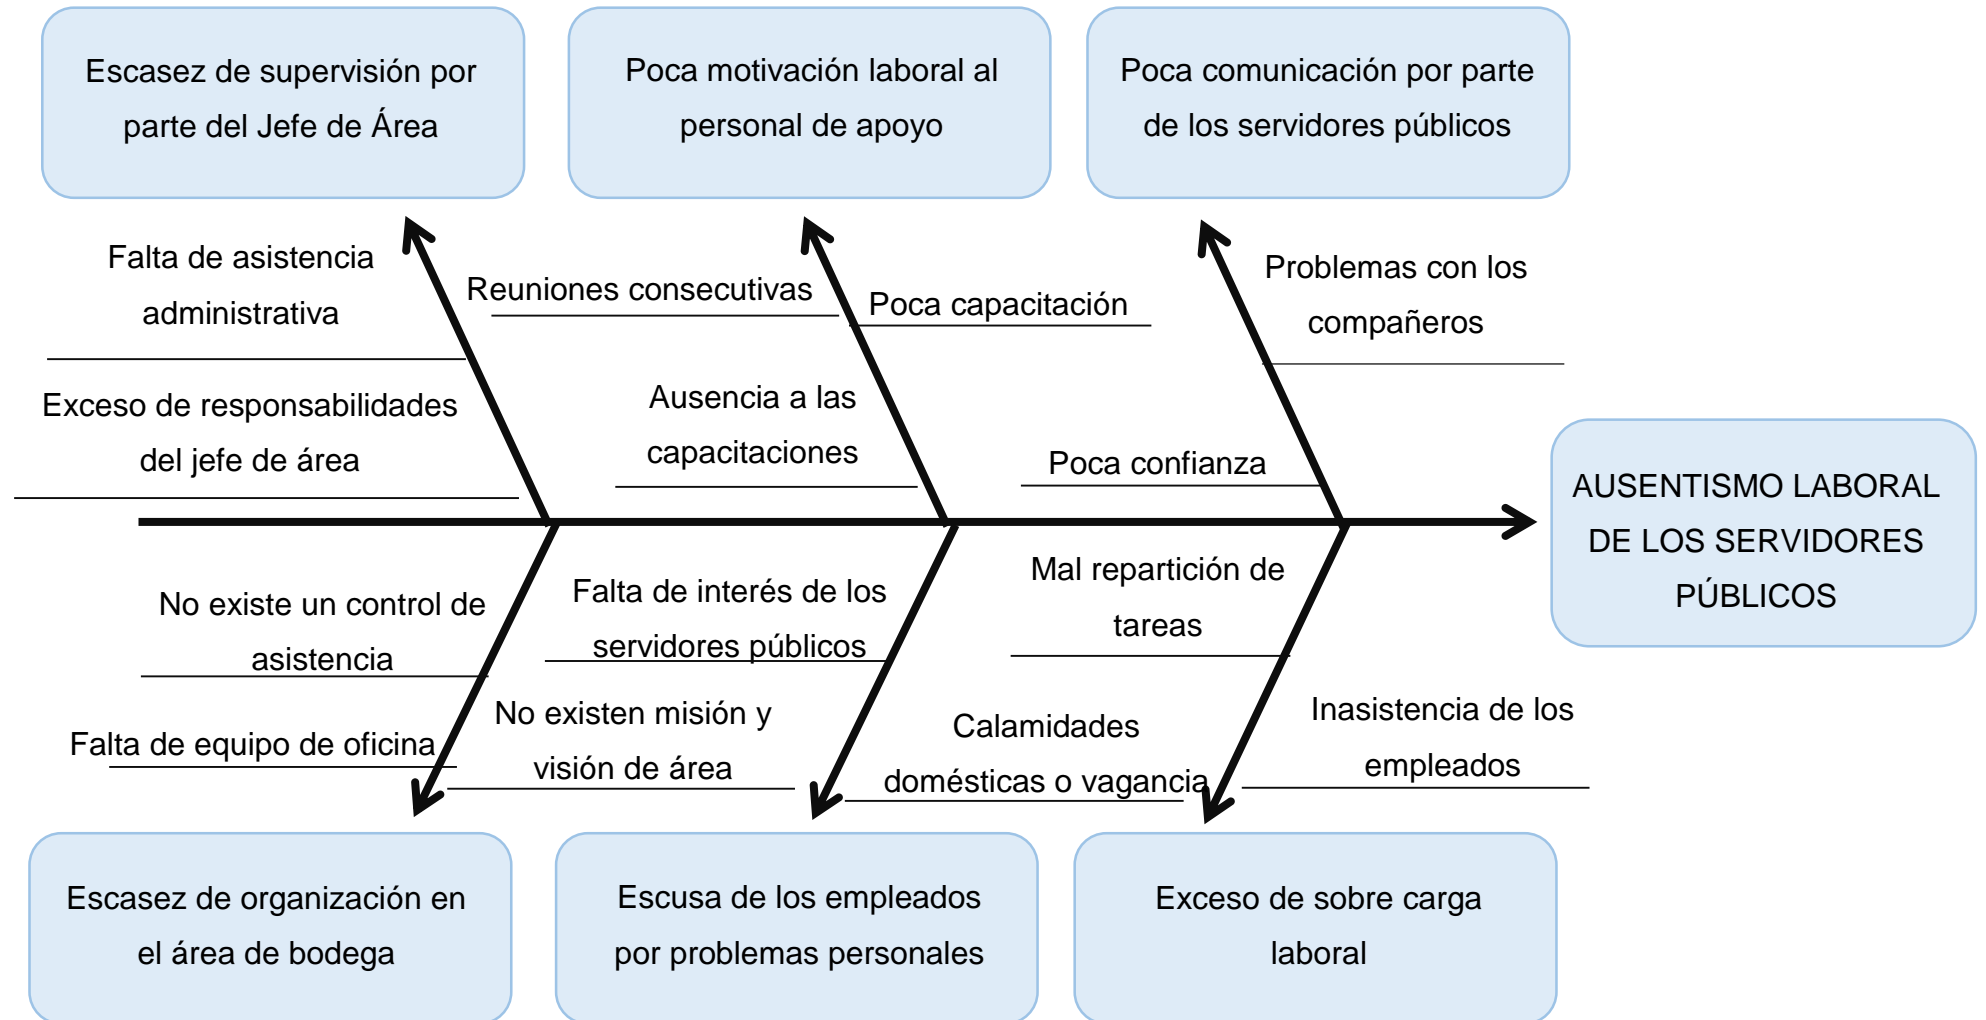 Escasez de supervisión por
parte del Jefe de Área
Poca motivación laboral al
personal de apoyo
Poca comunicación por parte
de los servidores públicos
Falta de asistencia
administrativa
Reuniones consecutivas
Poca capacitación
Problemas con los
compañeros
Exceso de responsabilidades
del jefe de área
Ausencia a las
capacitaciones
Poca confianza
AUSENTISMO LABORAL
DE LOS SERVIDORES
PÚBLICOS
No existe un control de
asistencia
Falta de interés de los
servidores públicos
Mal repartición de
tareas
Falta de equipo de oficina
No existen misión y
visión de área
Calamidades
domésticas o vagancia
Inasistencia de los
empleados
Escasez de organización en
el área de bodega
Escusa de los empleados
por problemas personales
Exceso de sobre carga
laboral